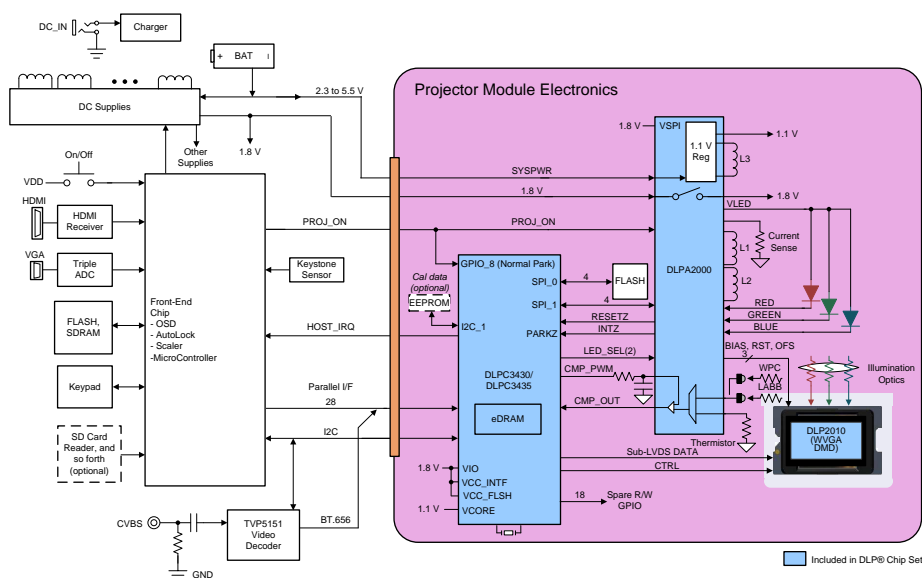 DC_IN
Charger
+ BAT −
DC Supplies
2.3 to 5.5 V
Other
Supplies
1.8 V
On/Off
VDD
HDMI
HDMI
Receiver
VGA
Triple
ADC
FLASH,
SDRAM
Keypad
SD Card
Reader, and
so forth
(optional)
Front-End
Chip
- OSD
- AutoLock
- Scaler
-MicroController
CVBS
GND
TVP5151
Video
Decoder
BT.656
PROJ_ON
Keystone
Sensor
HOST_IRQ
Parallel I/F
28
I2C
Projector Module Electronics
SYSPWR
1.8 V
PROJ_ON
Cal data
(optional)
EEPROM
GPIO_8 (Normal Park)
SPI_0
SPI_1
I2C_1
PARKZ
DLPC3430/
DLPC3435
eDRAM
VIO
VCC_INTF
VCC_FLSH
VCORE
1.8 V
1.1 V
4
FLASH
4
RESETZ
INTZ
LED_SEL(2)
CMP_PWM
CMP_OUT
Sub-LVDS DATA
CTRL
18
Spare R/W
GPIO
1.8 V
VSPI
1.1 V
Reg
DLPA2000
1.1 V
L3
1.8 V
VLED
Current
Sense
L1
L2
RED
GREEN
BLUE
BIAS, RST, OFS
3
WPC
LABB
Thermistor
Illumination
Optics
DLP2010
(WVGA
DMD)
Included in DLP® Chip Set